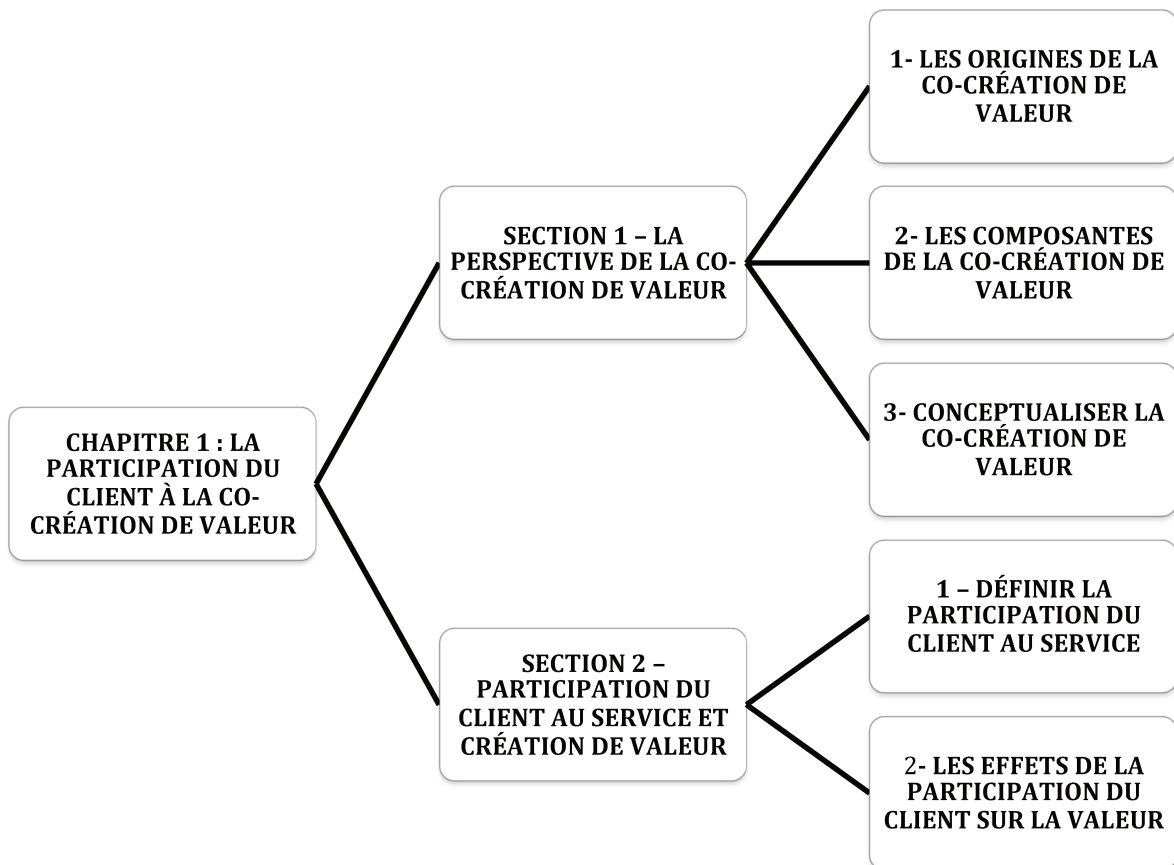 CHAPITRE 1 : LA
PARTICIPATION DU
CLIENT À LA CO-
CRÉATION DE VALEUR
SECTION 1 – LA
PERSPECTIVE DE LA CO-
CRÉATION DE VALEUR
1- LES ORIGINES DE LA
CO-CRÉATION DE
VALEUR
2- LES COMPOSANTES
DE LA CO-CRÉATION DE
VALEUR
3- CONCEPTUALISER LA
CO-CRÉATION DE
VALEUR
SECTION 2 –
PARTICIPATION DU
CLIENT AU SERVICE ET
CRÉATION DE VALEUR
1 – DÉFINIR LA
PARTICIPATION DU
CLIENT AU SERVICE
2- LES EFFETS DE LA
PARTICIPATION DU
CLIENT SUR LA VALEUR